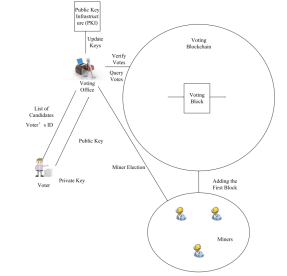 Public Key
Infrastruct
ure (PKI)
Update
Keys
Voting
Office
Verify
Votes
Query
Votes
Voting
Blockchain
Voting
Block
List of
Candidates
Voter’s ID
Public Key
Miner Election
Adding the
First Block
Voter
Private Key
Miners